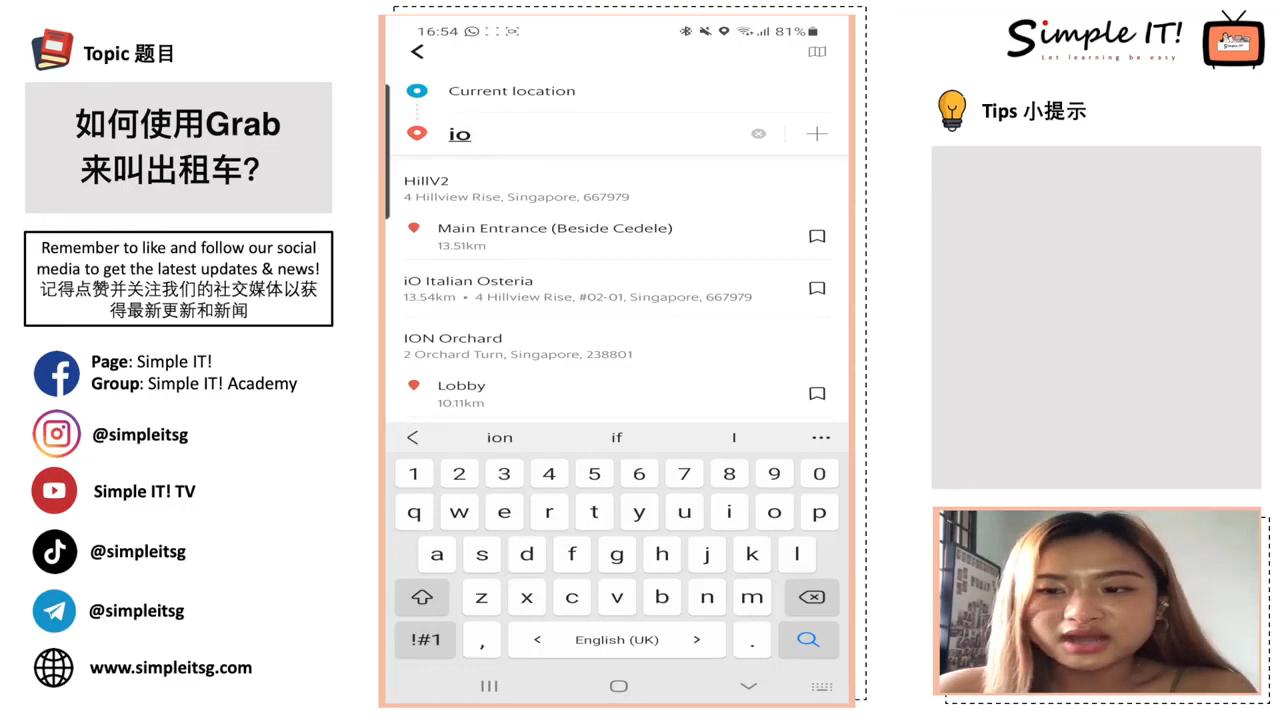 Topic 题目
如何使用Grab
来叫出租车?
Remember to like and follow our social
media to get the latest updates & news!
记得点赞并关注我们的社交媒体以获
得最新更新和新闻
Page: Simple IT!
Group: Simple IT! Academy
@simpleitsg
Simple IT! TV
@simpleitsg
@simpleitsg
www.simpleitsg.com
16:54
81%
Current location
io
HillV2
4 Hillview Rise, Singapore, 667979
Main Entrance (Beside Cedele)
13.51km
iO Italian Osteria
13.54km • 4 Hillview Rise, #02-01, Singapore, 667979
ION Orchard
2 Orchard Turn, Singapore, 238801
Lobby
10.11km
ion if I
1 2 3 4 5 6 7 8 9 0
q w e r t y u i o p
a s d f g h j k l
z x c v b n m
!#1 , < English (UK) > .
Simple IT!
Let learning be easy
Tips 小提示